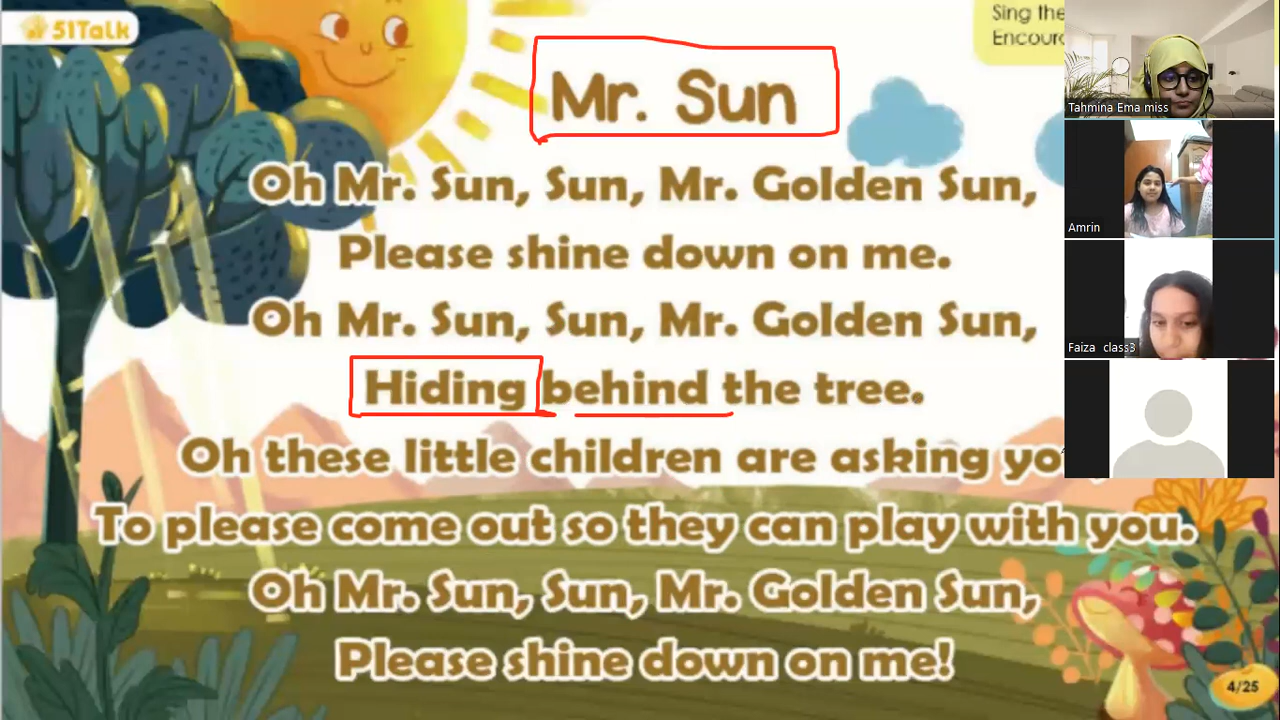 51Talk
Sing the
Encour
Mr. Sun
Oh Mr. Sun, Sun, Mr. Golden Sun,
Please shine down on me.
Oh Mr. Sun, Sun, Mr. Golden Sun,
Hiding behind the tree.
Oh these little children are asking yo
To please come out so they can play with you.
Oh Mr. Sun, Sun, Mr. Golden Sun,
Please shine down on me!
4/25
Tahmina Ema miss
Amrin
Faiza class3